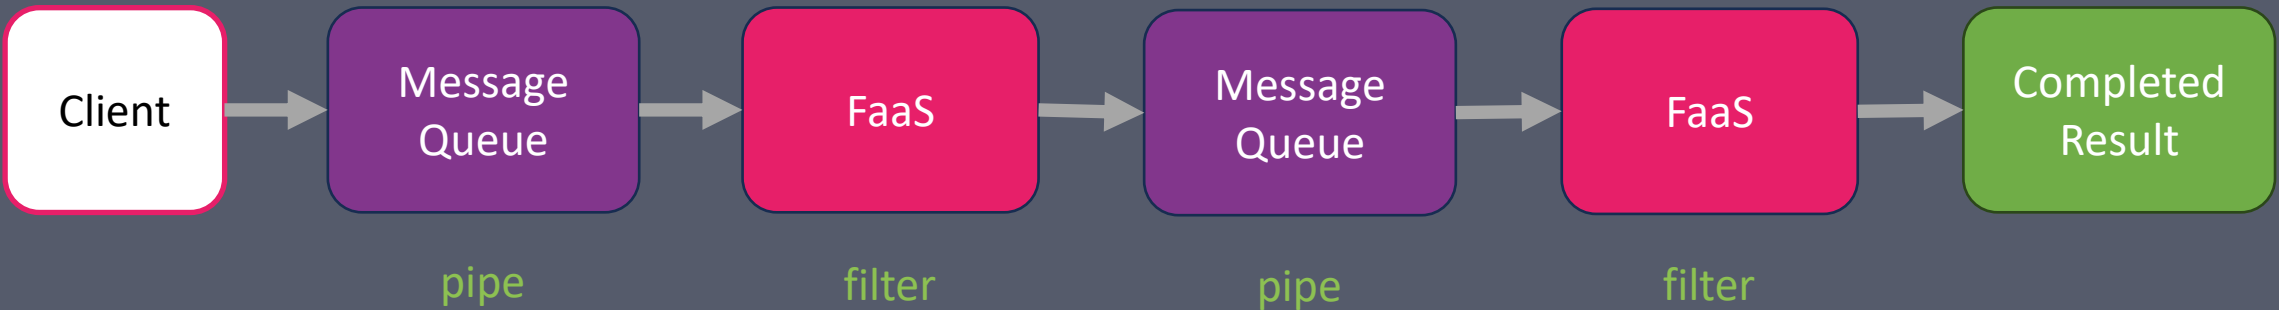 Client
Message
Queue
FaaS
Message
Queue
FaaS
Completed
Result
pipe
filter
pipe
filter